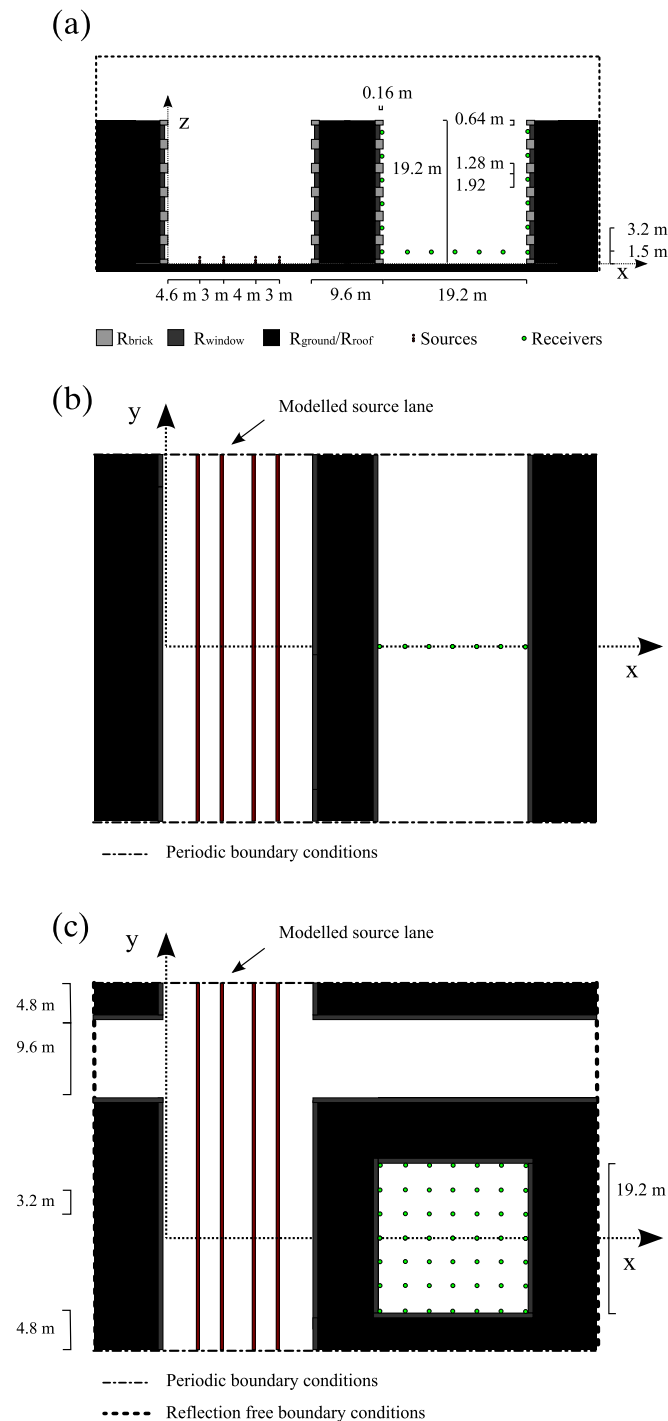 (a)
0.16 m
z
0.64 m
19.2 m
1.28 m
1.92
3.2 m
1.5 m
x
4.6 m 3 m 4 m 3 m 9.6 m 19.2 m
Rbrick Rwindow Rground/Rroof Sources Receivers
(b)
y
Modelled source lane
x
Periodic boundary conditions
(c)
y
Modelled source lane
4.8 m
9.6 m
3.2 m
19.2 m
x
4.8 m
Periodic boundary conditions
Reflection free boundary conditions